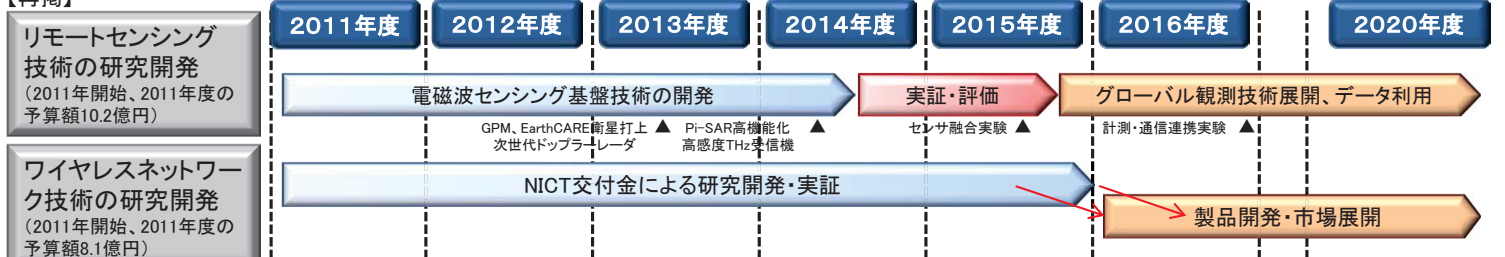 【再掲】
2011年度 2012年度 2013年度 2014年度 2015年度 2016年度 2020年度
リモートセンシング
技術の研究開発
(2011年開始、2011年度の
予算額10.2億円)
電磁波センシング基盤技術の開発
実証・評価
グローバル観測技術展開、データ利用
GPM、EarthCARE衛星打上 ▲
次世代ドップラーレーダ
Pi-SAR高機能化 ▲
高感度THz受信機
センサ融合実験 ▲
計測・通信連携実験 ▲
ワイヤレスネットワー
ク技術の研究開発
(2011年開始、2011年度の
予算額8.1億円)
NICT交付金による研究開発・実証
製品開発・市場展開